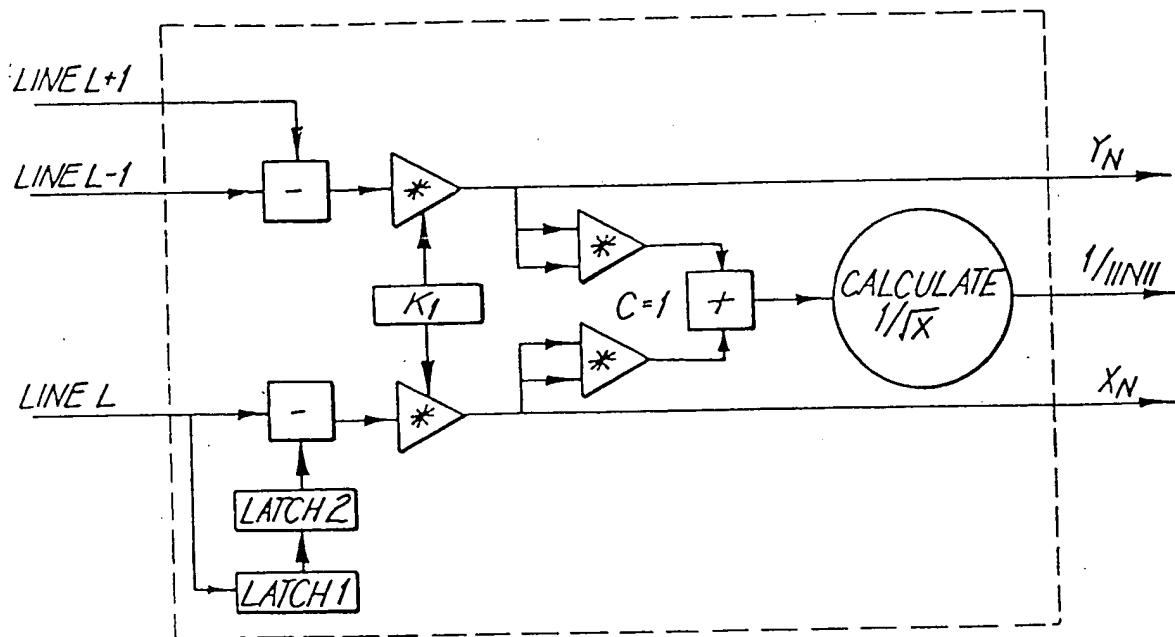 LINE L+1
LINE L-1
-
*
Y_N
*
1/||N||
K1
C=1
+
CALCULATE
1/√X
*
LINE L
-
*
X_N
LATCH 2
LATCH 1